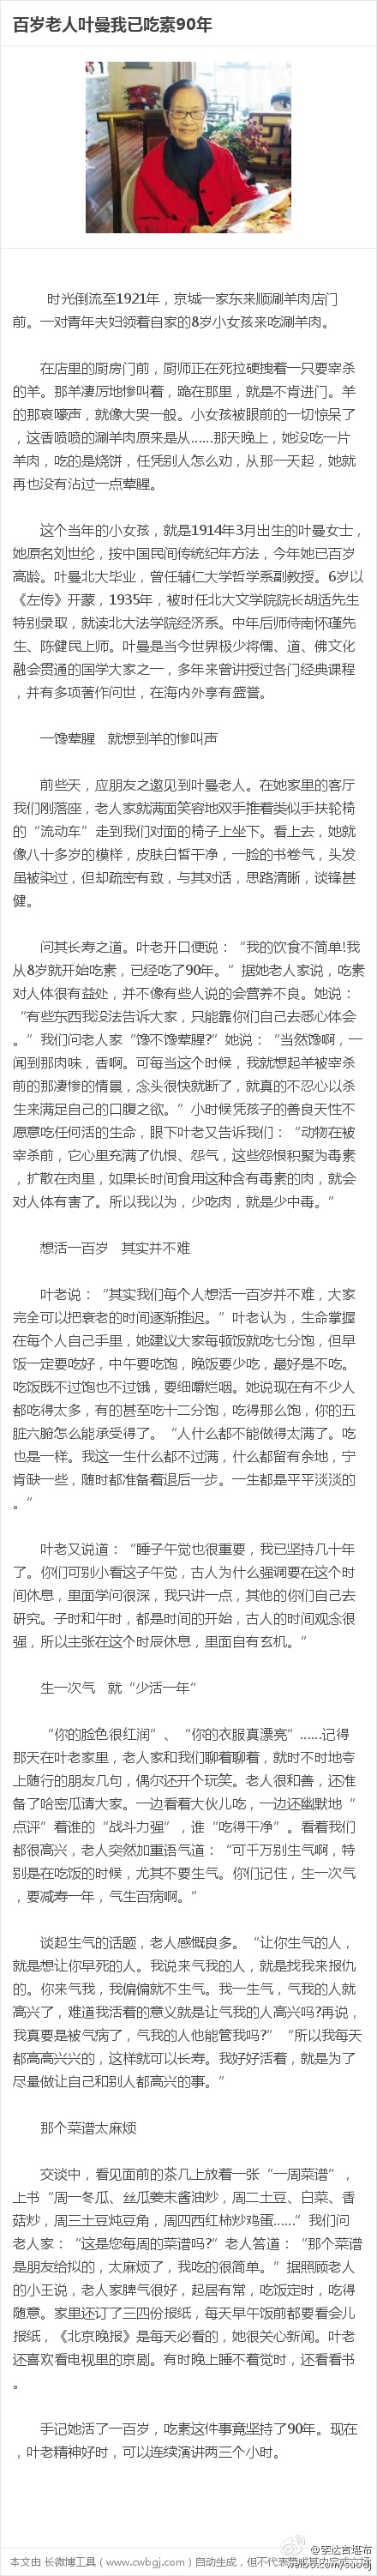 百岁老人叶曼我已吃素90年
时光倒流至1921年，京城一家东来顺涮羊肉店门
前。一对青年夫妇领着自家的8岁小女孩来吃涮羊肉。
在店里的厨房门前，厨师正在死拉硬拽着一只要宰杀
的羊。那羊凄厉地惨叫着，跪在那里，就是不肯进门。羊
的那哀嚎声，就像大哭一般。小女孩被眼前的一切惊呆了
，这香喷喷的涮羊肉原来是从……那天晚上，她没吃一片
羊肉，吃的是烧饼，任凭别人怎么劝，从那一天起，她就
再也没有沾过一点荤腥。
这个当年的小女孩，就是1914年3月出生的叶曼女士，
她原名刘世纶，按中国民间传统纪年方法，今年她已百岁
高龄。叶曼北大毕业，曾任辅仁大学哲学系副教授。6岁以
《左传》开蒙，1935年，被时任北大文学院院长胡适先生
特别录取，就读北大法学院经济系。中年后师侍南怀瑾先
生、陈健民上师。叶曼是当今世界极少将儒、道、佛文化
融会贯通的国学大家之一，多年来曾讲授过各门经典课程
，并有多项著作问世，在海内外享有盛誉。
一馋荤腥 就想到羊的惨叫声
前些天，应朋友之邀见到叶曼老人。在她家里的客厅
我们刚落座，老人家就满面笑容地双手推着类似手扶轮椅
的“流动车”走到我们对面的椅子上坐下。看上去，她就
像八十多岁的模样，皮肤白皙干净，一脸的书卷气，头发
虽被染过，但却疏密有致，与其对话，思路清晰，谈锋甚
健。
问其长寿之道。叶老开口便说：“我的饮食不简单!我
从8岁就开始吃素，已经吃了90年。”据她老人家说，吃素
对人体很有益处，并不像有些人说的会营养不良。她说：
“有些东西我没法告诉大家，只能靠你们自己去悉心体会
。”我们问老人家“馋不馋荤腥?”她说：“当然馋啊，一
闻到那肉味，香啊。可每当这个时候，我就想起羊被宰杀
前的那凄惨的情景，念头很快就断了，就真的不忍心以杀
生来满足自己的口腹之欲。”小时候凭孩子的善良天性不
愿意吃任何活的生命，眼下叶老又告诉我们：“动物在被
宰杀前，它心里充满了仇恨、怨气，这些怨恨积聚为毒素
，扩散在肉里，如果长时间食用这种含有毒素的肉，就会
对人体有害了。所以我以为，少吃肉，就是少中毒。”
想活一百岁 其实并不难
叶老说：“其实我们每个人想活一百岁并不难，大家
完全可以把衰老的时间逐渐推迟。”叶老认为，生命掌握
在每个人自己手里，她建议大家每顿饭就吃七分饱，但早
饭一定要吃好，中午要吃饱，晚饭要少吃，最好是不吃。
吃饭既不过饱也不过饿，要细嚼烂咽。她说现在有不少人
都吃得太多，有的甚至吃十二分饱，吃得那么饱，你的五
脏六腑怎么能承受得了。“人什么都不能做得太满了。吃
也是一样。我这一生什么都不过满，什么都留有余地，宁
肯缺一些，随时都准备着退后一步。一生都是平平淡淡的
。”
叶老又说道：“睡子午觉也很重要，我已坚持几十年
了。你们可别小看这子午觉，古人为什么强调要在这个时
间休息，里面学问很深，我只讲一点，其他的你们自己去
研究。子时和午时，都是时间的开始，古人的时间观念很
强，所以主张在这个时辰休息，里面自有玄机。”
生一次气 就“少活一年”
“你的脸色很红润”、“你的衣服真漂亮”……记得
那天在叶老家里，老人家和我们聊着聊着，就时不时地夸
上随行的朋友几句，偶尔还开个玩笑。老人很和善，还准
备了哈密瓜请大家。一边看着大伙儿吃，一边还幽默地“
点评”着谁的“战斗力强”，谁“吃得干净”。看着我们
都很高兴，老人突然加重语气道：“可千万别生气啊，特
别是在吃饭的时候，尤其不要生气。你们记住，生一次气
，要减寿一年，气生百病啊。”
谈起生气的话题，老人感慨良多。“让你生气的人，
就是想让你早死的人。我说来气我的人，就是找我来报仇
的。你来气我，我偏偏就不生气。我一生气，气我的人就
高兴了，难道我活着的意义就是让气我的人高兴吗?再说，
我真要是被气病了，气我的人他能管我吗?”“所以我每天
都高高兴兴的，这样就可以长寿。我好好活着，就是为了
尽量做让自己和别人都高兴的事。”
那个菜谱太麻烦
交谈中，看见面前的茶几上放着一张“一周菜谱”，
上书“周一冬瓜、丝瓜姜末酱油炒，周二土豆、白菜、香
菇炒，周三土豆炖豆角，周四西红柿炒鸡蛋……”我们问
老人家：“这是您每周的菜谱吗?”老人答道：“那个菜谱
是朋友给拟的，太麻烦了，我吃的很简单。”据照顾老人
的小王说，老人家脾气很好，起居有常，吃饭定时，吃得
随意。家里还订了三四份报纸，每天早午饭前都要看会儿
报纸，《北京晚报》是每天必看的，她很关心新闻。叶老
还喜欢看电视里的京剧。有时晚上睡不着觉时，还看看书
。
手记她活了一百岁，吃素这件事竟坚持了90年。现在
，叶老精神好时，可以连续演讲两三个小时。
本文由 长微博工具（www.cwbgj.com）自动生成，但不代表
weibo.com/suodj